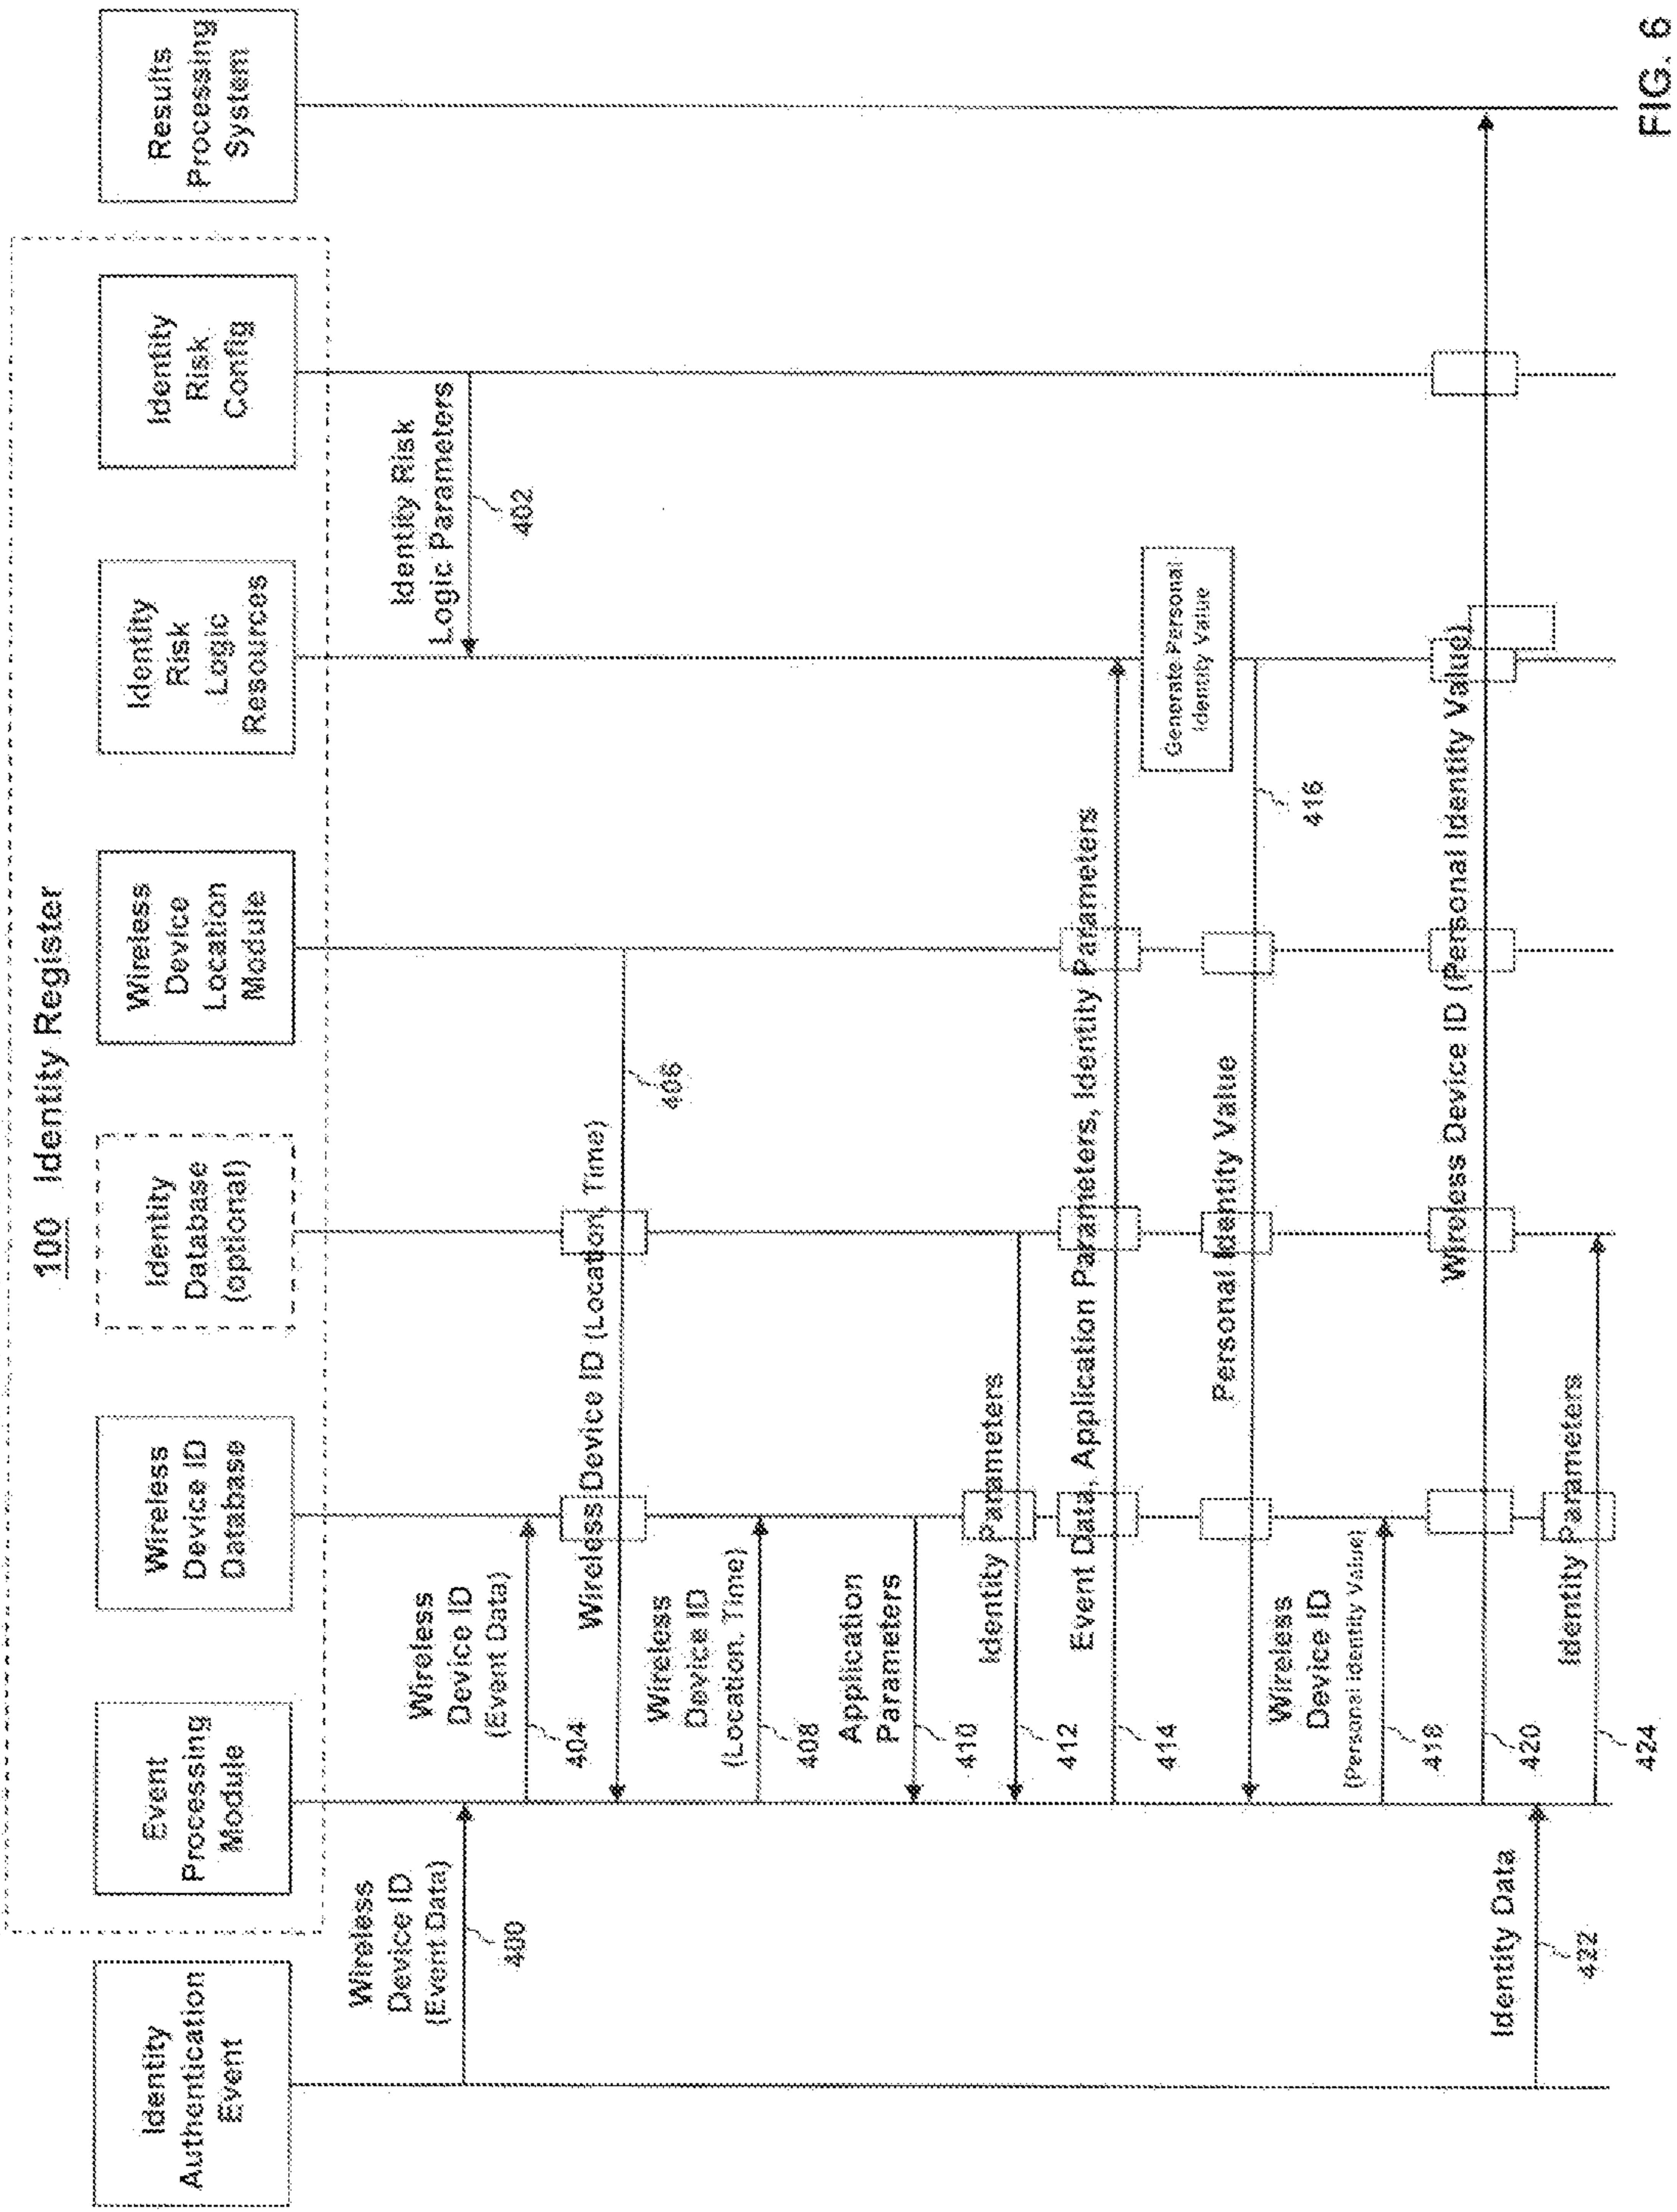 100 Identity Register
Identity
Authentication
Event
Event
Processing
Module
Wireless
Device ID
Database
Identity
Database
(optional)
Wireless
Device
Location
Module
Identity
Risk
Logic
Resources
Identity
Risk
Config
Results
Processing
System
Wireless
Device ID
(Event Data)
400
Identity Risk
Logic Parameters
402
Wireless
Device ID
(Event Data)
404
Wireless Device ID (Location, Time)
406
Wireless
Device ID
(Location, Time)
408
Application
Parameters
410
Identity Parameters
412
Event Data, Application Parameters, Identity Parameters
414
Generate Personal
Identity Value
Personal Identity Value
416
Wireless
Device ID
(Personal Identity Value)
418
Wireless Device ID (Personal Identity Value)
420
Identity Data
422
Identity Parameters
424
FIG. 6